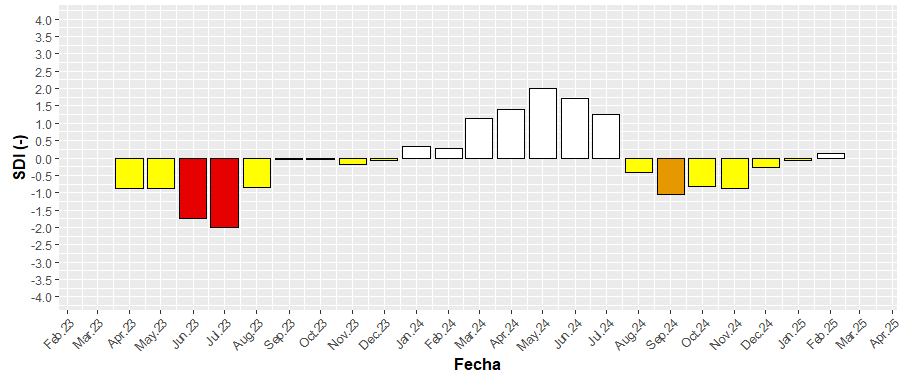 SDI (-)
4.0
3.5
3.0
2.5
2.0
1.5
1.0
0.5
0.0
-0.5
-1.0
-1.5
-2.0
-2.5
-3.0
-3.5
-4.0
Feb.23
Mar.23
Apr.23
May.23
Jun.23
Jul.23
Aug.23
Sep.23
Oct.23
Nov.23
Dec.23
Jan.24
Feb.24
Mar.24
Apr.24
May.24
Jun.24
Jul.24
Aug.24
Sep.24
Oct.24
Nov.24
Dec.24
Jan.25
Feb.25
Mar.25
Apr.25
Fecha